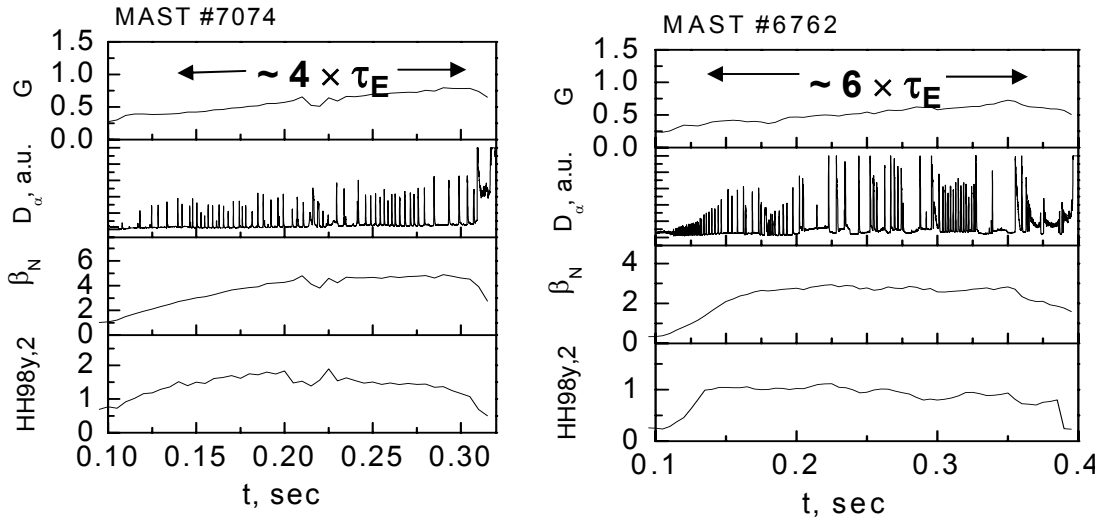 MAST #7074
G
1.5
1.0
0.5
0.0
~ 4 × τE
Dα, a.u.
βN
6
4
2
0
HH98y,2
2
1
0
0.10 0.15 0.20 0.25 0.30
t, sec
MAST #6762
G
1.5
1.0
0.5
0.0
~ 6 × τE
Dα, a.u.
βN
4
2
0
HH98y,2
1
0
0.1 0.2 0.3 0.4
t, sec